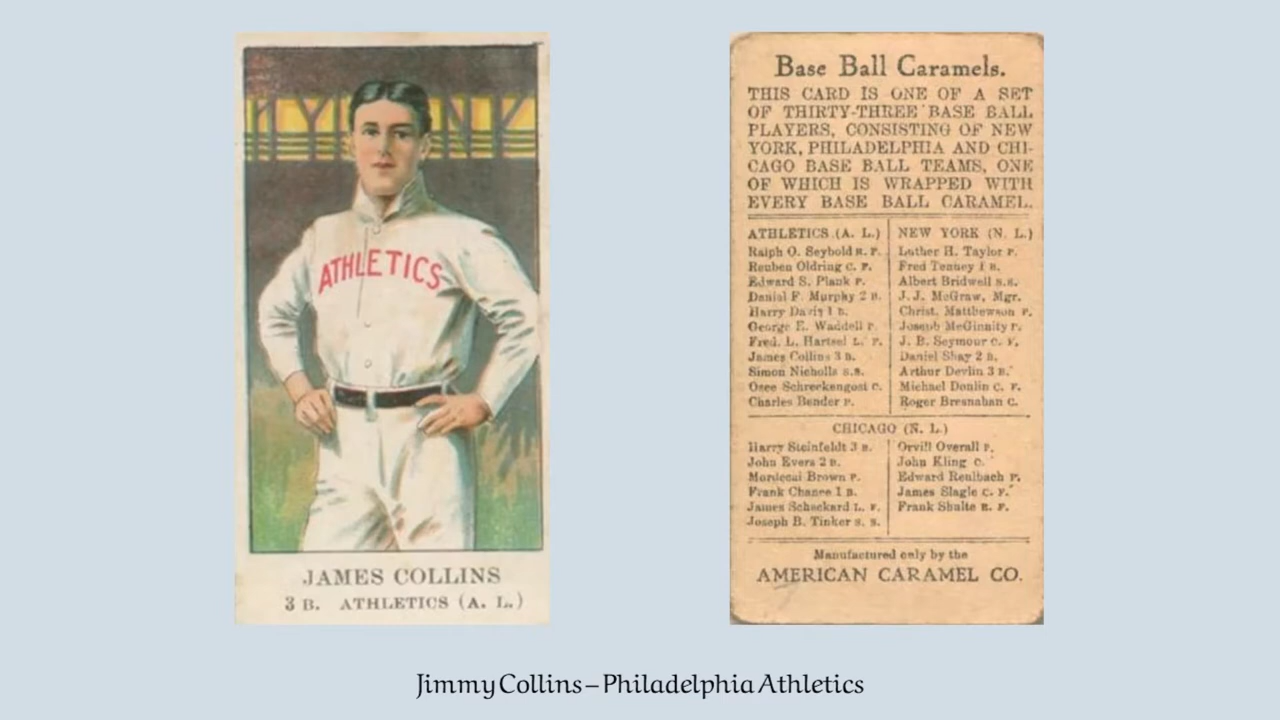 ATHLETICS
JAMES COLLINS
3 B. ATHLETICS (A. L.)
Base Ball Caramels.
THIS CARD IS ONE OF A SET
OF THIRTY-THREE BASE BALL
PLAYERS, CONSISTING OF NEW
YORK, PHILADELPHIA AND CHI-
CAGO BASE BALL TEAMS, ONE
OF WHICH IS WRAPPED WITH
EVERY BASE BALL CARAMEL.
ATHLETICS (A. L.)
Ralph O. Seybold R. F.
Reuben Oldring C. F.
Edward S. Plank P.
Daniel F. Murphy 2 B.
Harry Davis 1 B.
George E. Waddell P.
Fred. L. Hartsel L. F.
James Collins 3 B.
Simon Nicholls S.S.
Osee Schreckengost C.
Charles Bender P.
NEW YORK (N. L.)
Luther H. Taylor P.
Fred Tenney 1 B.
Albert Bridwell S.S.
J. J. McGraw, Mgr.
Christ. Matthewson P.
Joseph McGinnity P.
J. B. Seymour C. F.
Daniel Shay 2 B.
Arthur Devlin 3 B.
Michael Donlin C. F.
Roger Bresnahan C.
CHICAGO (N. L.)
Harry Steinfeldt 3 B.
John Evers 2 B.
Mordecai Brown P.
Frank Chance 1 B.
James Scheckard L. F.
Joseph B. Tinker S. S.
Orvill Overall P.
John Kling C.
Edward Reulbach P.
James Slagle C. F.
Frank Shulte R. F.
Manufactured only by the
AMERICAN CARAMEL CO.
Jimmy Collins – Philadelphia Athletics